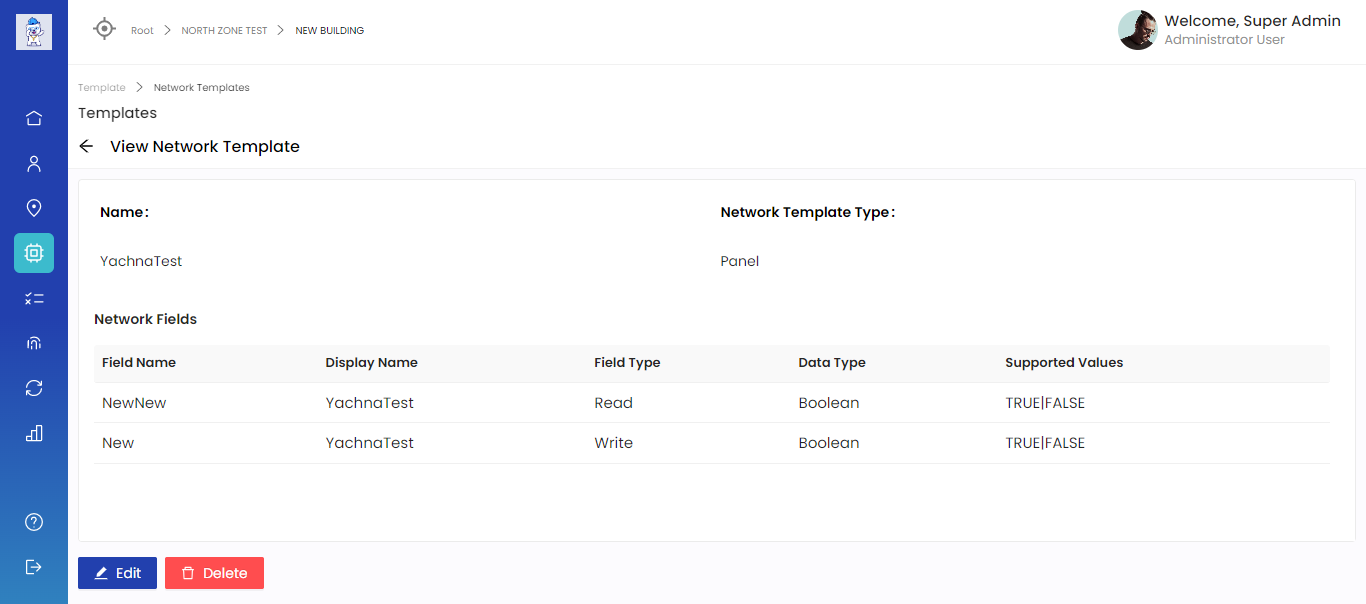 Root > NORTH ZONE TEST > NEW BUILDING
Welcome, Super Admin
Administrator User
Template > Network Templates
Templates
View Network Template
Name: Network Template Type:
YachnaTest Panel
Network Fields
Field Name Display Name Field Type Data Type Supported Values
NewNew YachnaTest Read Boolean TRUE|FALSE
New YachnaTest Write Boolean TRUE|FALSE
Edit Delete